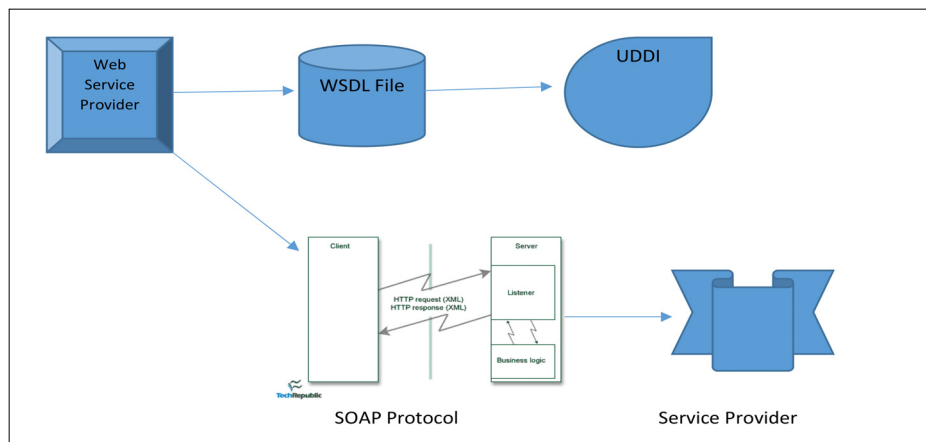 Web
Service
Provider
WSDL File
UDDI
Client
Server
HTTP request (XML)
HTTP response (XML)
Listener
Business logic
TechRepublic
SOAP Protocol
Service Provider